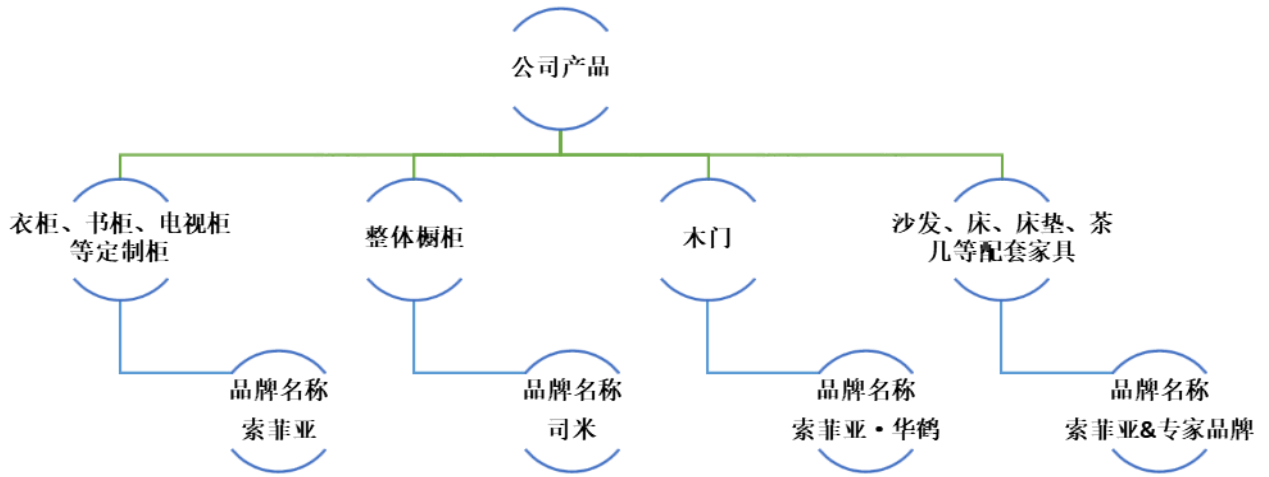 公司产品
衣柜、书柜、电视柜
等定制柜
整体橱柜
木门
沙发、床、床垫、茶
几等配套家具
品牌名称
索菲亚
品牌名称
司米
品牌名称
索菲亚·华鹤
品牌名称
索菲亚&专家品牌